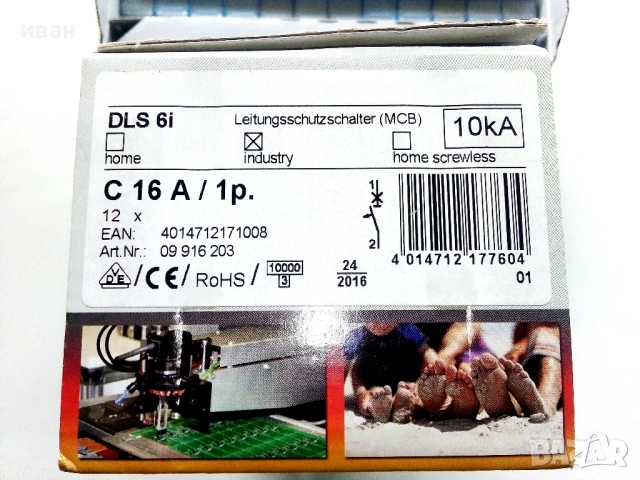 иван
DLS 6i
Leitungsschutzschalter (MCB)
10kA
home
industry
home screwless
C 16 A / 1p.
12 x
EAN: 4014712171008
Art.Nr.: 09 916 203
VDE / CE / RoHS / 10000 3
24
2016
1
2
4 014712 177604
01
BAZAR